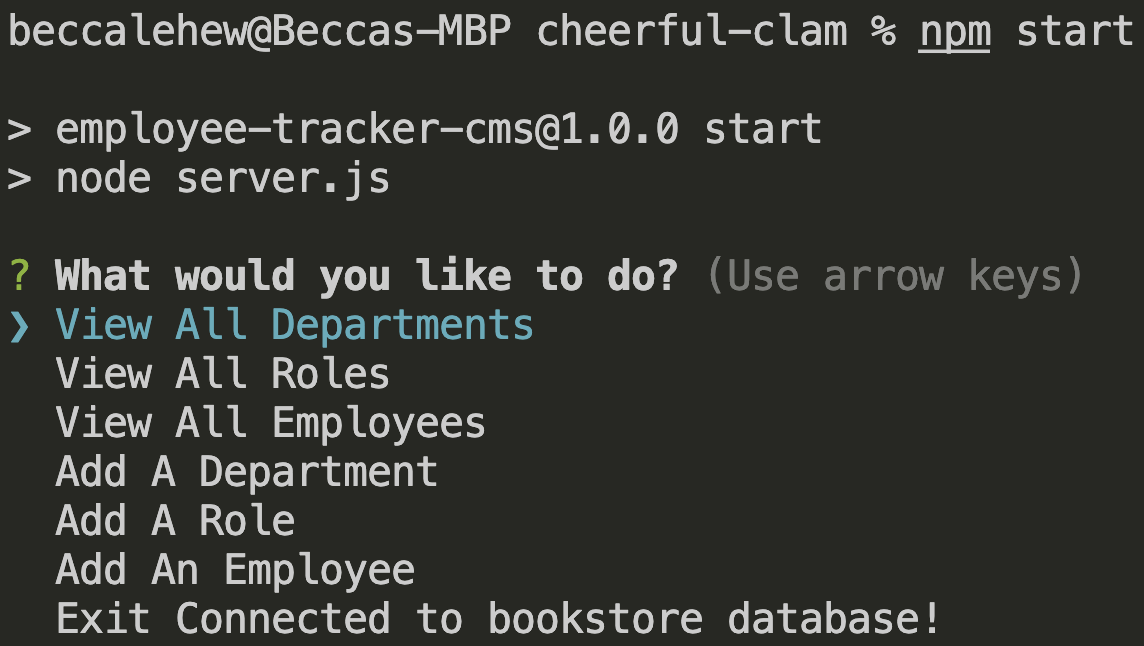 beccalehew@Beccas-MBP cheerful-clam % npm start
> employee-tracker-cms@1.0.0 start
> node server.js
? What would you like to do? (Use arrow keys)
❯ View All Departments
View All Roles
View All Employees
Add A Department
Add A Role
Add An Employee
Exit Connected to bookstore database!